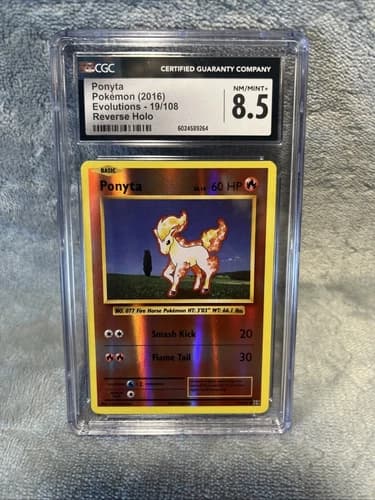 CGC
CERTIFIED GUARANTY COMPANY
Ponyta
Pokémon (2016)
Evolutions - 19/108
Reverse Holo
6024589264
NM/MINT+
8.5
BASIC
Ponyta
60 HP
NO. 077 Fire Horse Pokémon HT: 3'03" WT: 66.1 lbs
Smash Kick 20
Flame Tail 30